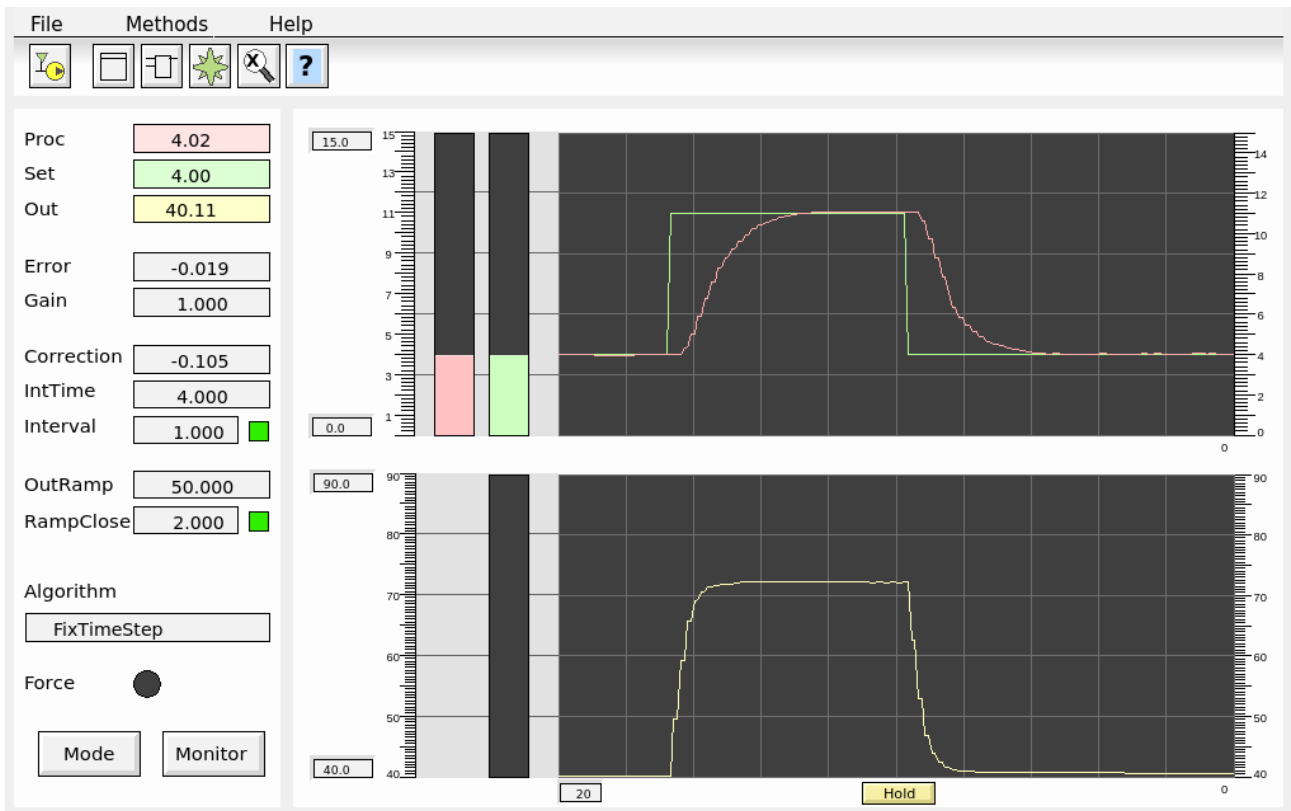 File Methods Help
x ?
Proc 4.02
Set 4.00
Out 40.11
Error -0.019
Gain 1.000
Correction -0.105
IntTime 4.000
Interval 1.000
OutRamp 50.000
RampClose 2.000
Algorithm
FixTimeStep
Force
Mode Monitor
15.0
0.0
15
13
11
9
7
5
3
1
14
12
10
8
6
4
2
0
0
90.0
40.0
90
80
70
60
50
40
90
80
70
60
50
40
20 Hold 0